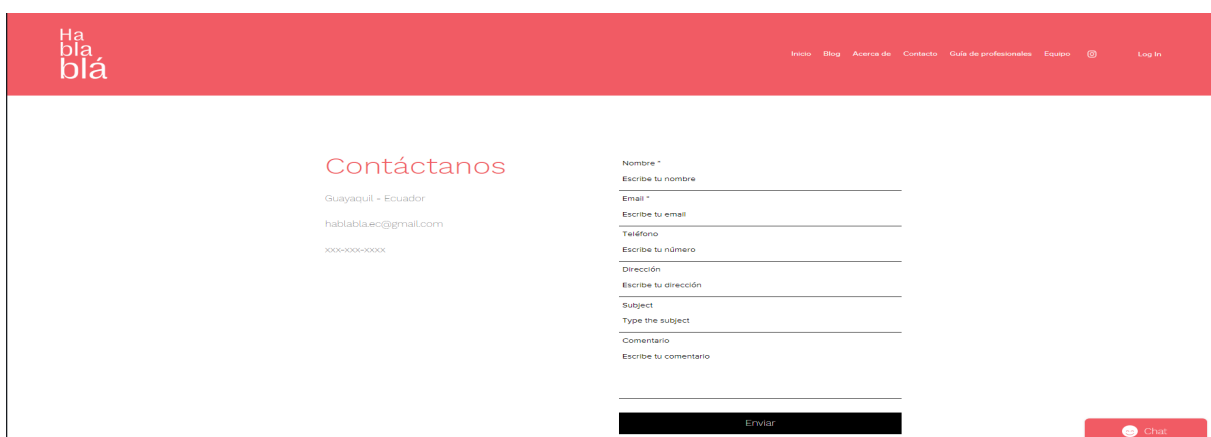 Ha
bla
blá
Inicio Blog Acerca de Contacto Guía de profesionales Equipo Log In
Contáctanos
Guayaquil - Ecuador
hablabla.ec@gmail.com
xxx-xxx-xxxx
Nombre *
Escribe tu nombre
Email *
Escribe tu email
Teléfono
Escribe tu número
Dirección
Escribe tu dirección
Subject
Type the subject
Comentario
Escribe tu comentario
Enviar
Chat